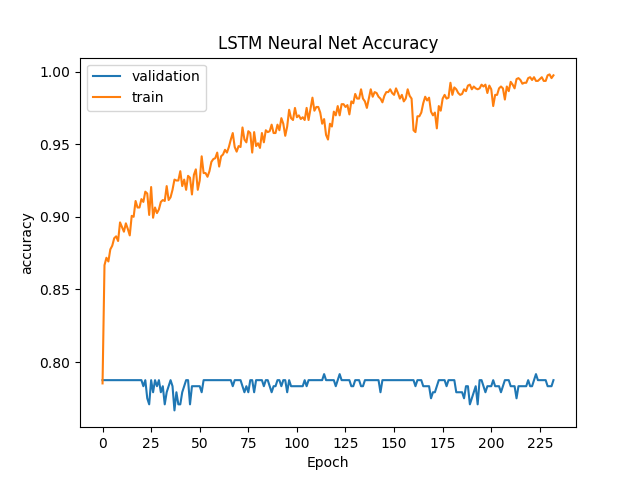 LSTM Neural Net Accuracy
validation
train
1.00
0.95
0.90
0.85
0.80
accuracy
0 25 50 75 100 125 150 175 200 225
Epoch